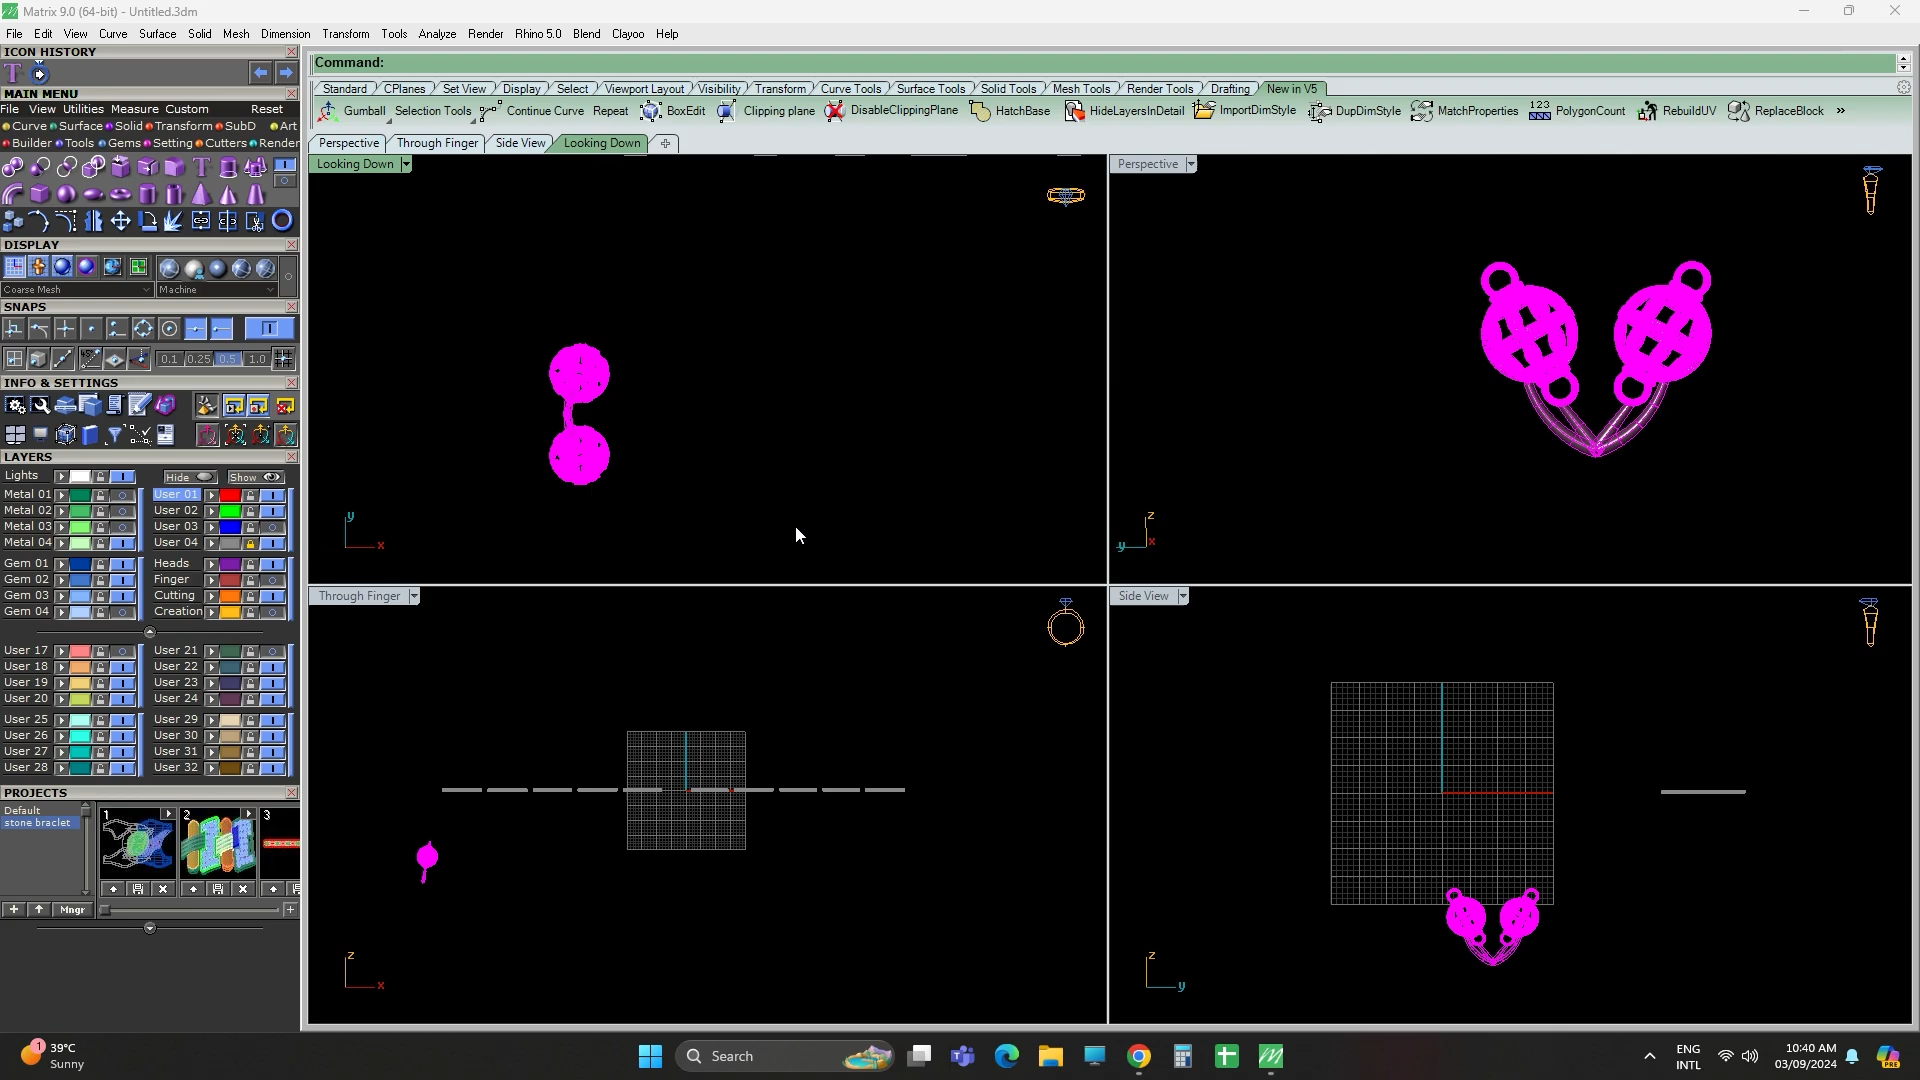 Matrix 9.0 (64-bit) - Untitled.3dm
File Edit View Curve Surface Solid Mesh Dimension Transform Tools Analyze Render Rhino 5.0 Blend Clayoo Help
ICON HISTORY
MAIN MENU
File View Utilities Measure Custom Reset
Curve Surface Solid Transform SubD Art
Builder Tools Gems Setting Cutters Render
DISPLAY
Coarse Mesh Machine
SNAPS
0.1 0.25 0.5 1.0
INFO & SETTINGS
LAYERS
Lights Hide Show
Metal 01 User 01
Metal 02 User 02
Metal 03 User 03
Metal 04 User 04
Gem 01 Heads
Gem 02 Finger
Gem 03 Cutting
Gem 04 Creation
User 17 User 21
User 18 User 22
User 19 User 23
User 20 User 24
User 25 User 29
User 26 User 30
User 27 User 31
User 28 User 32
PROJECTS
Default
stone braclet
1 2 3
Mngr
Command:
Standard CPlanes Set View Display Select Viewport Layout Visibility Transform Curve Tools Surface Tools Solid Tools Mesh Tools Render Tools Drafting New in V5
Gumball Selection Tools Continue Curve Repeat BoxEdit Clipping plane DisableClippingPlane HatchBase HideLayersInDetail ImportDimStyle DupDimStyle MatchProperties 123 PolygonCount RebuildUV ReplaceBlock »
Perspective Through Finger Side View Looking Down
Looking Down
y
x
Perspective
z
y x
Through Finger
z
x
Side View
z
y
1 39°C
Sunny
Search
ENG
INTL
10:40 AM
03/09/2024
PRE